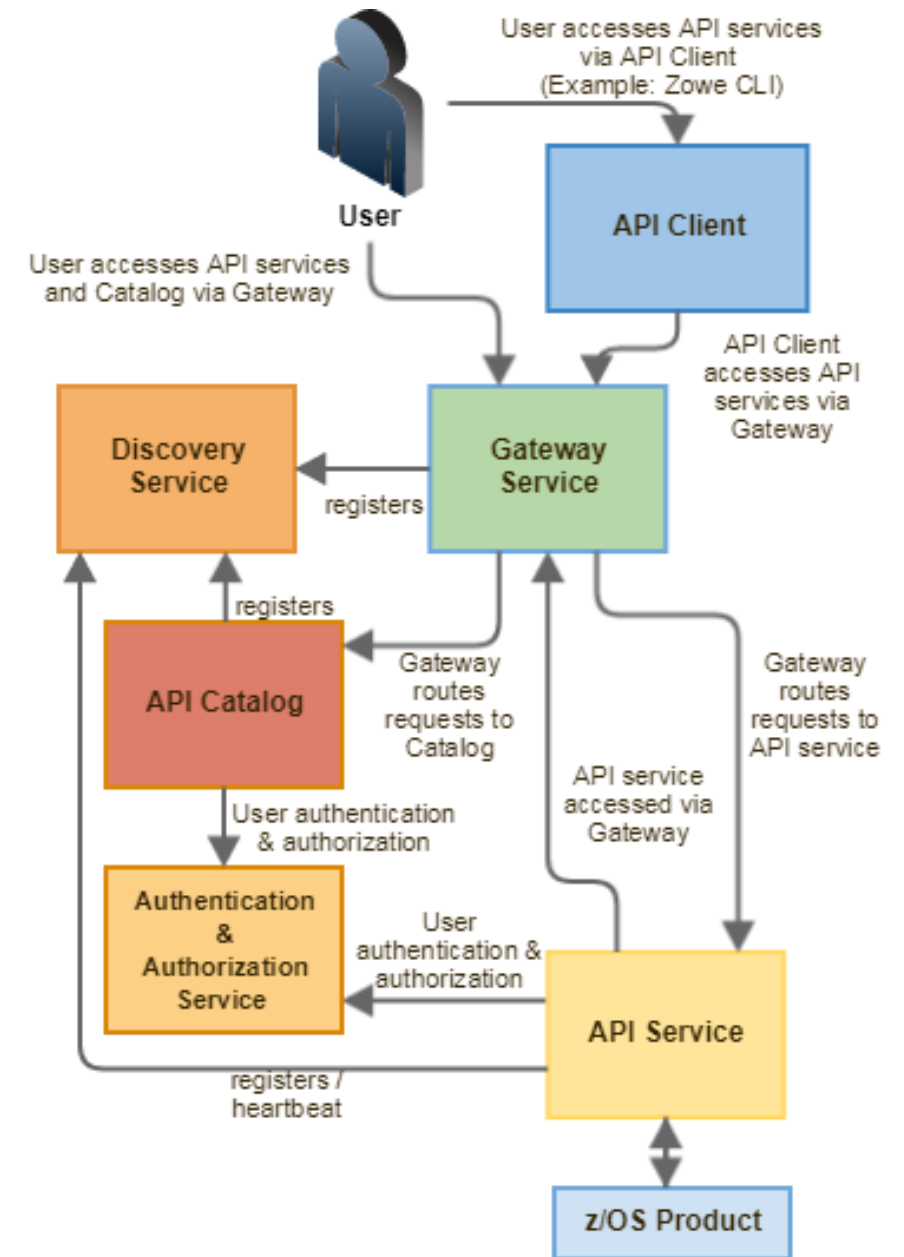 User accesses API services
via API Client
(Example: Zowe CLI)
User
API Client
User accesses API services
and Catalog via Gateway
API Client
accesses API
services via
Gateway
Discovery
Service
Gateway
Service
registers
registers
API Catalog
Gateway
routes
requests to
Catalog
Gateway
routes
requests to
API service
API service
accessed via
Gateway
User authentication
& authorization
Authentication
&
Authorization
Service
User
authentication &
authorization
API Service
registers /
heartbeat
z/OS Product